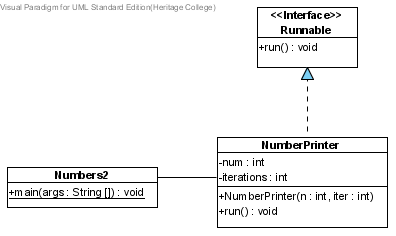 Visual Paradigm for UML Standard Edition(Heritage College)
<<Interface>>
Runnable
+run() : void
NumberPrinter
-num : int
-iterations : int
+NumberPrinter(n : int, iter : int)
+run() : void
Numbers2
+main(args : String []) : void